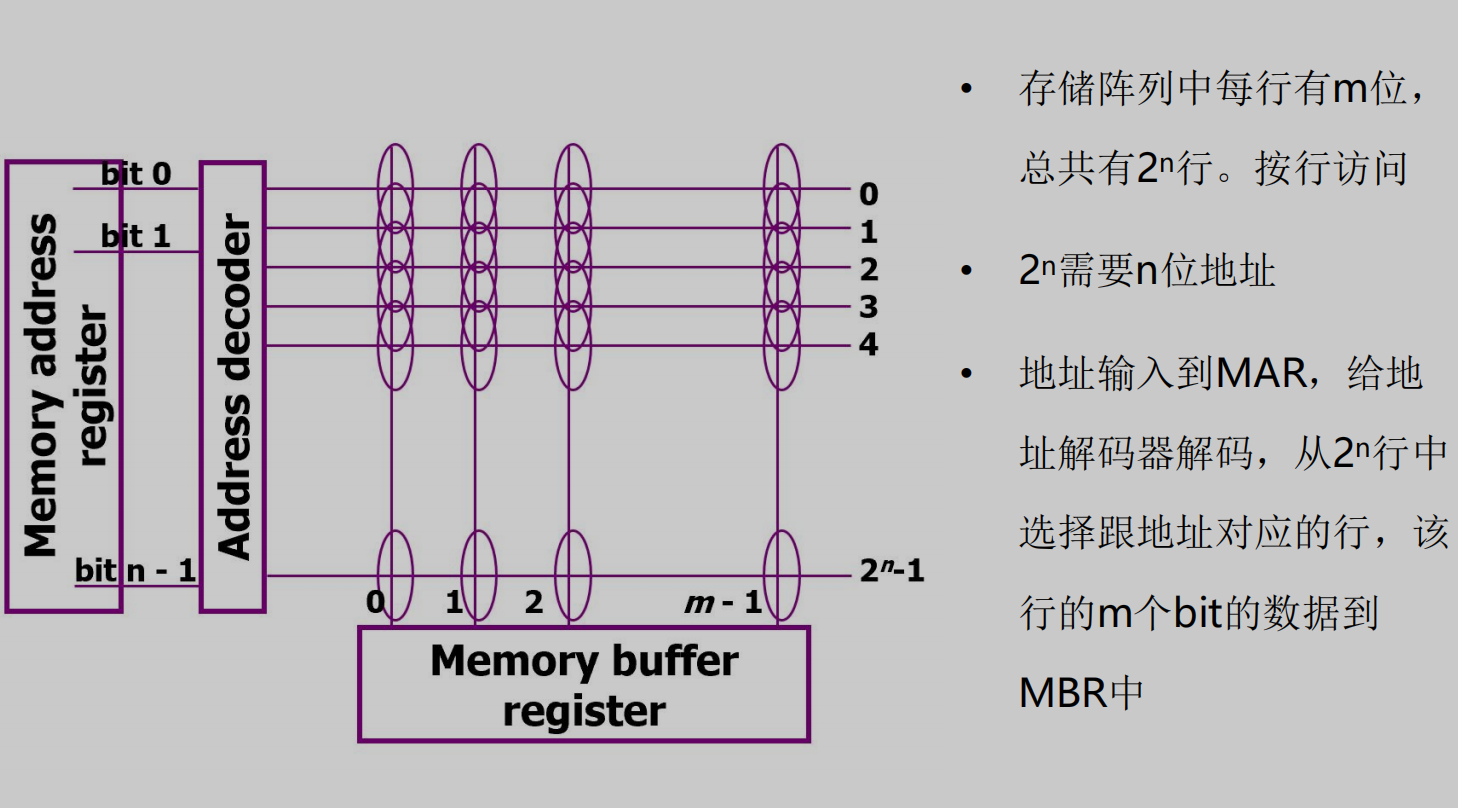 Memory address
register
bit 0
bit 1
bit n - 1
Address decoder
0
1
2
3
4
2ⁿ-1
0 1 2 m - 1
Memory buffer
register
• 存储阵列中每行有m位，
总共有2ⁿ行。按行访问
• 2ⁿ需要n位地址
• 地址输入到MAR，给地
址解码器解码，从2ⁿ行中
选择跟地址对应的行，该
行的m个bit的数据到
MBR中